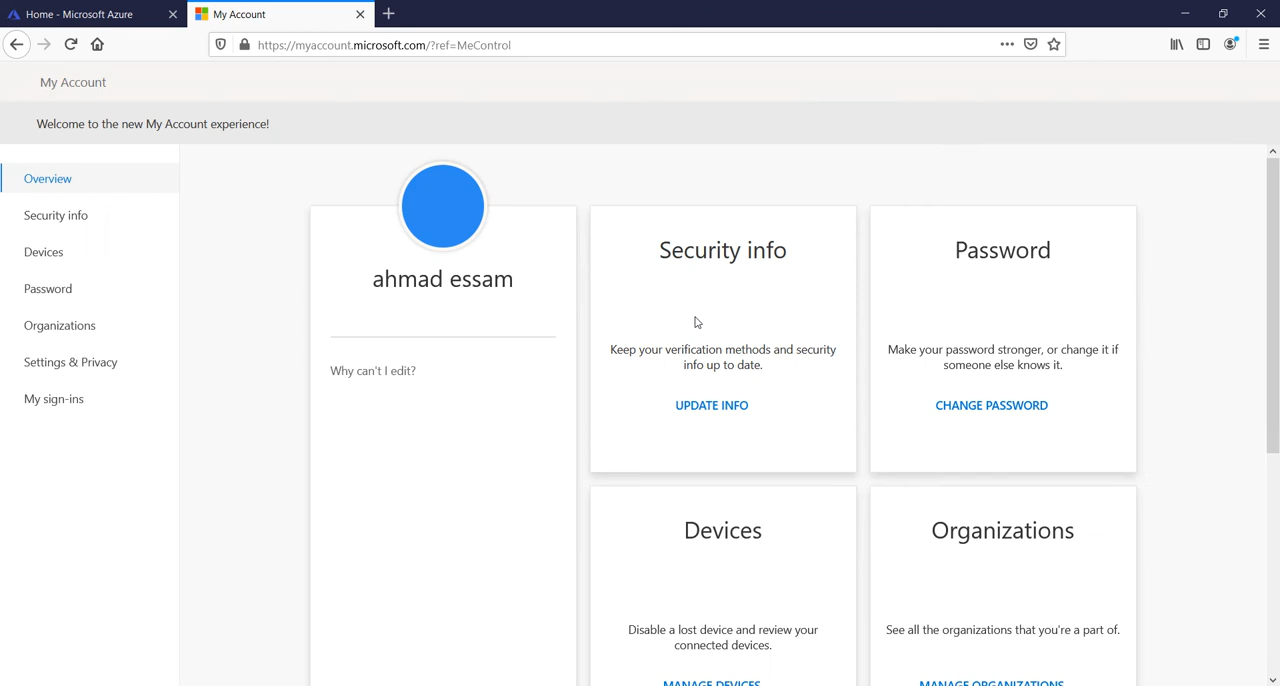 Home - Microsoft Azure
My Account
https://myaccount.microsoft.com/?ref=MeControl
My Account
Welcome to the new My Account experience!
Overview
Security info
Devices
Password
Organizations
Settings & Privacy
My sign-ins
ahmad essam
Why can't I edit?
Security info
Keep your verification methods and security
info up to date.
UPDATE INFO
Password
Make your password stronger, or change it if
someone else knows it.
CHANGE PASSWORD
Devices
Disable a lost device and review your
connected devices.
MANAGE DEVICES
Organizations
See all the organizations that you're a part of.
MANAGE ORGANIZATIONS